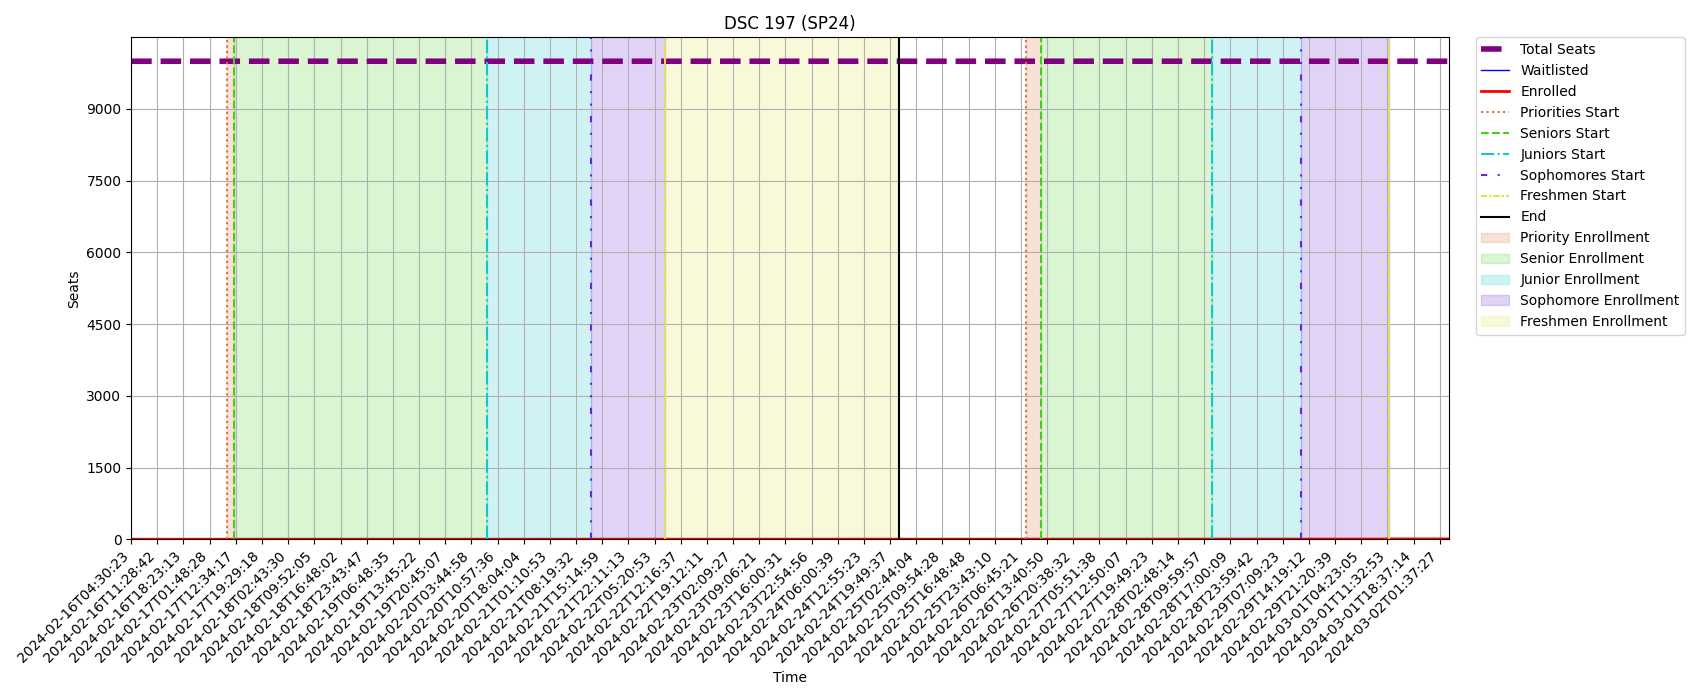 DSC 197 (SP24)
Total Seats
Waitlisted
Enrolled
Priorities Start
Seniors Start
Juniors Start
Sophomores Start
Freshmen Start
End
Priority Enrollment
Senior Enrollment
Junior Enrollment
Sophomore Enrollment
Freshmen Enrollment
Seats
9000
7500
6000
4500
3000
1500
0
2024-02-16T04:30:23
2024-02-16T11:28:42
2024-02-16T18:23:13
2024-02-17T01:48:28
2024-02-17T12:34:17
2024-02-17T19:29:18
2024-02-18T02:43:30
2024-02-18T09:52:05
2024-02-18T16:48:02
2024-02-18T23:43:47
2024-02-19T06:48:35
2024-02-19T13:45:22
2024-02-19T20:45:07
2024-02-20T03:44:58
2024-02-20T10:57:36
2024-02-20T18:04:04
2024-02-21T01:10:53
2024-02-21T08:19:32
2024-02-21T15:14:59
2024-02-21T22:11:13
2024-02-22T05:20:53
2024-02-22T12:16:37
2024-02-22T19:12:11
2024-02-23T02:09:27
2024-02-23T09:06:21
2024-02-23T16:00:31
2024-02-23T22:54:56
2024-02-24T06:00:39
2024-02-24T12:55:23
2024-02-24T19:49:37
2024-02-25T02:44:04
2024-02-25T09:54:28
2024-02-25T16:48:48
2024-02-25T23:43:10
2024-02-26T06:45:21
2024-02-26T13:40:50
2024-02-26T20:38:32
2024-02-27T05:51:38
2024-02-27T12:50:07
2024-02-27T19:49:23
2024-02-28T02:48:14
2024-02-28T09:59:57
2024-02-28T17:00:09
2024-02-28T23:59:42
2024-02-29T07:09:23
2024-02-29T14:19:12
2024-02-29T21:20:39
2024-03-01T04:23:05
2024-03-01T11:32:53
2024-03-01T18:37:14
2024-03-02T01:37:27
Time